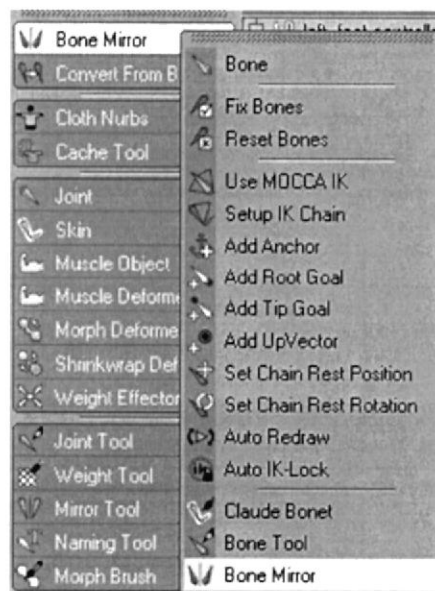 Bone Mirror
Convert From B
Cloth Nurbs
Cache Tool
Joint
Skin
Muscle Object
Muscle Deforme
Morph Deforme
Shrinkwrap Def
Weight Effector
Joint Tool
Weight Tool
Mirror Tool
Naming Tool
Morph Brush
Bone
Fix Bones
Reset Bones
Use MOCCA IK
Setup IK Chain
Add Anchor
Add Root Goal
Add Tip Goal
Add UpVector
Set Chain Rest Position
Set Chain Rest Rotation
Auto Redraw
Auto IK-Lock
Claude Bonet
Bone Tool
Bone Mirror